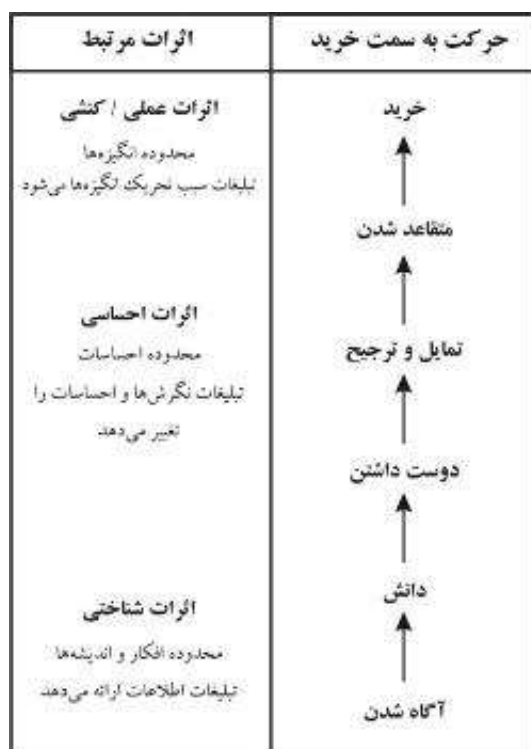 حرکت به سمت خرید
خرید
متقاعد شدن
تمایل و ترجیح
دوست داشتن
دانش
آگاه شدن
اثرات مرتبط
اثرات عملی / کنشی
محدوده انگیزه‌ها
تبلیغات سبب تحریک انگیزه‌ها می‌شود
اثرات احساسی
محدوده احساسات
تبلیغات نگرش‌ها و احساسات را
تغییر می‌دهد
اثرات شناختی
محدوده افکار و اندیشه‌ها
تبلیغات اطلاعات ارائه می‌دهد